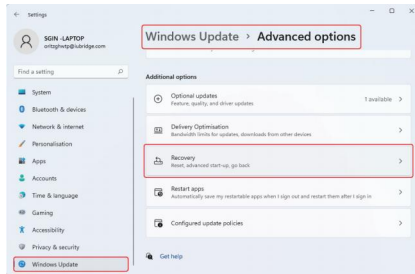 Settings
SGIN -LAPTOP
Windows Update > Advanced options
Find a setting
Additional options
System
Optional updates
Feature, quality, and driver updates
1 available
Bluetooth & devices
Network & internet
Delivery Optimisation
Bandwidth limits for updates, downloads from other devices
Personalisation
Apps
Recovery
Reset, advanced start-up, go back
Accounts
Time & language
Restart apps
Automatically save my restartable apps when I sign out and restart them after I sign in
Gaming
Accessibility
Configured update policies
Privacy & security
Windows Update
Get help